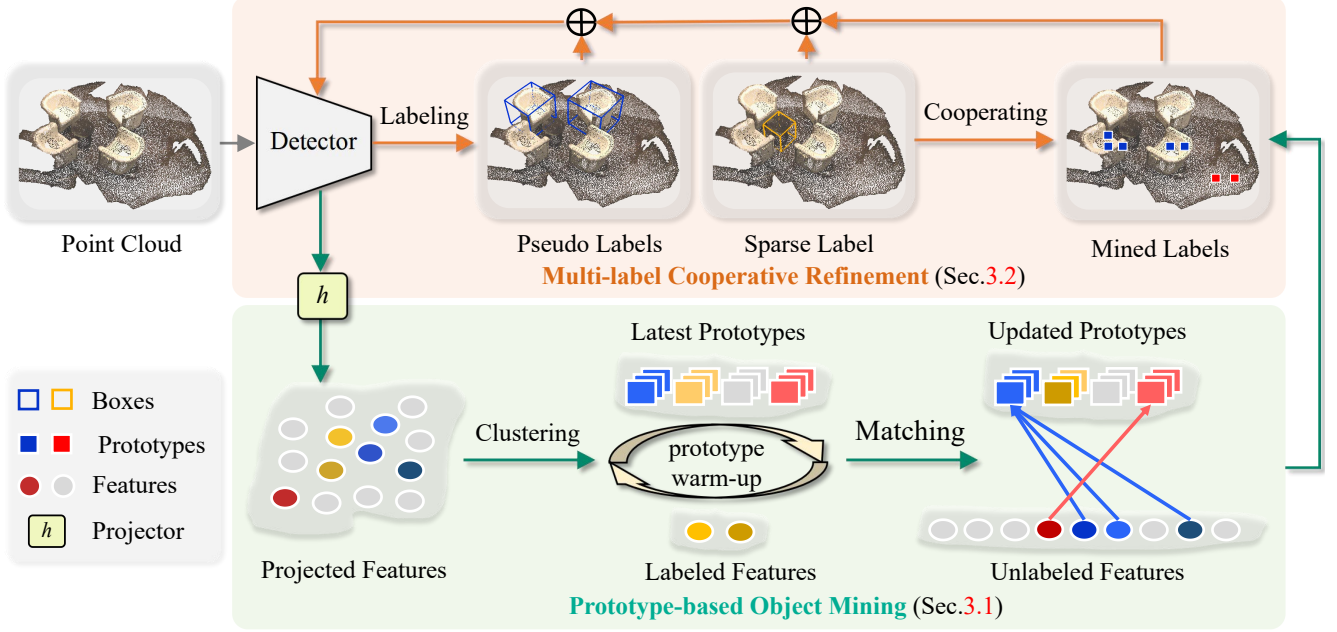 Detector
Labeling
Cooperating
Point Cloud
Pseudo Labels
Sparse Label
Mined Labels
Multi-label Cooperative Refinement (Sec.3.2)
h
Latest Prototypes
Updated Prototypes
Boxes
Prototypes
Features
h
Projector
Clustering
prototype
warm-up
Matching
Projected Features
Labeled Features
Unlabeled Features
Prototype-based Object Mining (Sec.3.1)